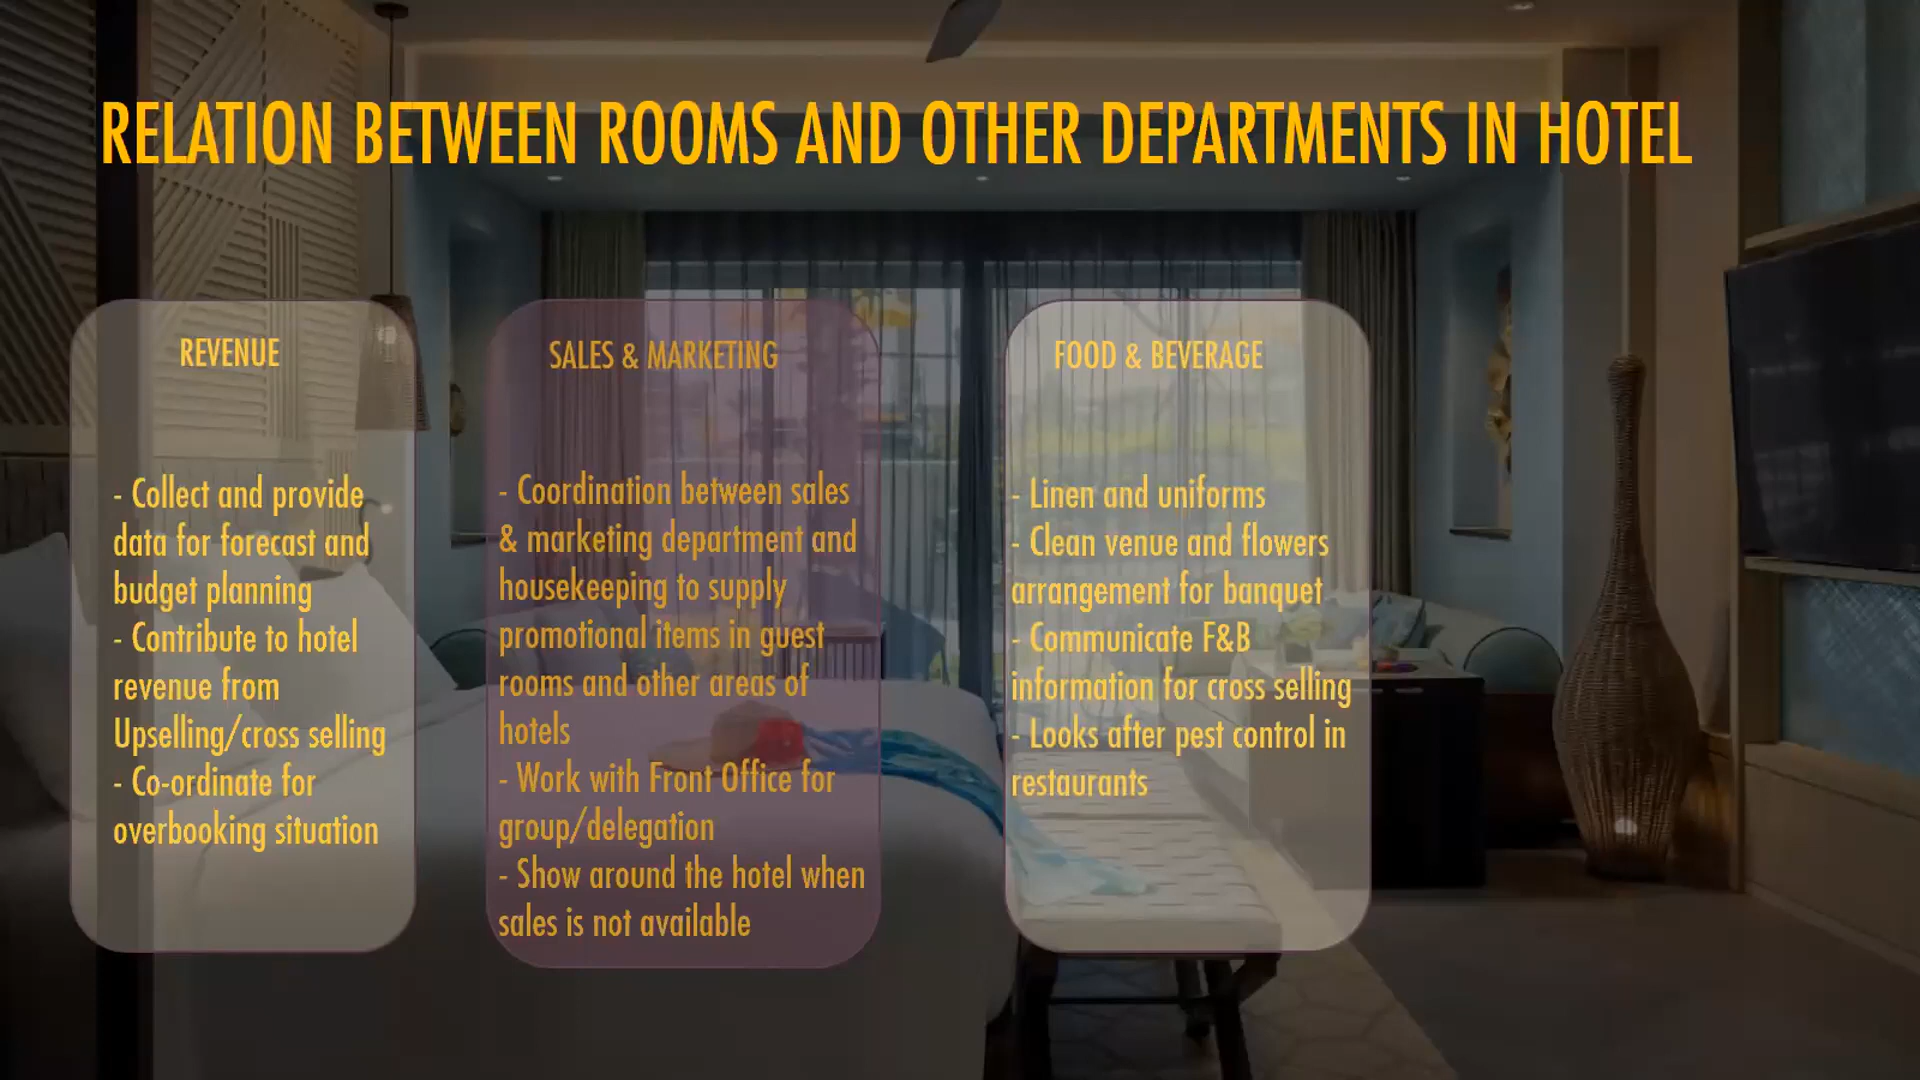 RELATION BETWEEN ROOMS AND OTHER DEPARTMENTS IN HOTEL
REVENUE
- Collect and provide
data for forecast and
budget planning
- Contribute to hotel
revenue from
Upselling/cross selling
- Co-ordinate for
overbooking situation
SALES & MARKETING
- Coordination between sales
& marketing department and
housekeeping to supply
promotional items in guest
rooms and other areas of
hotels
- Work with Front Office for
group/delegation
- Show around the hotel when
sales is not available
FOOD & BEVERAGE
- Linen and uniforms
- Clean venue and flowers
arrangement for banquet
- Communicate F&B
information for cross selling
- Looks after pest control in
restaurants